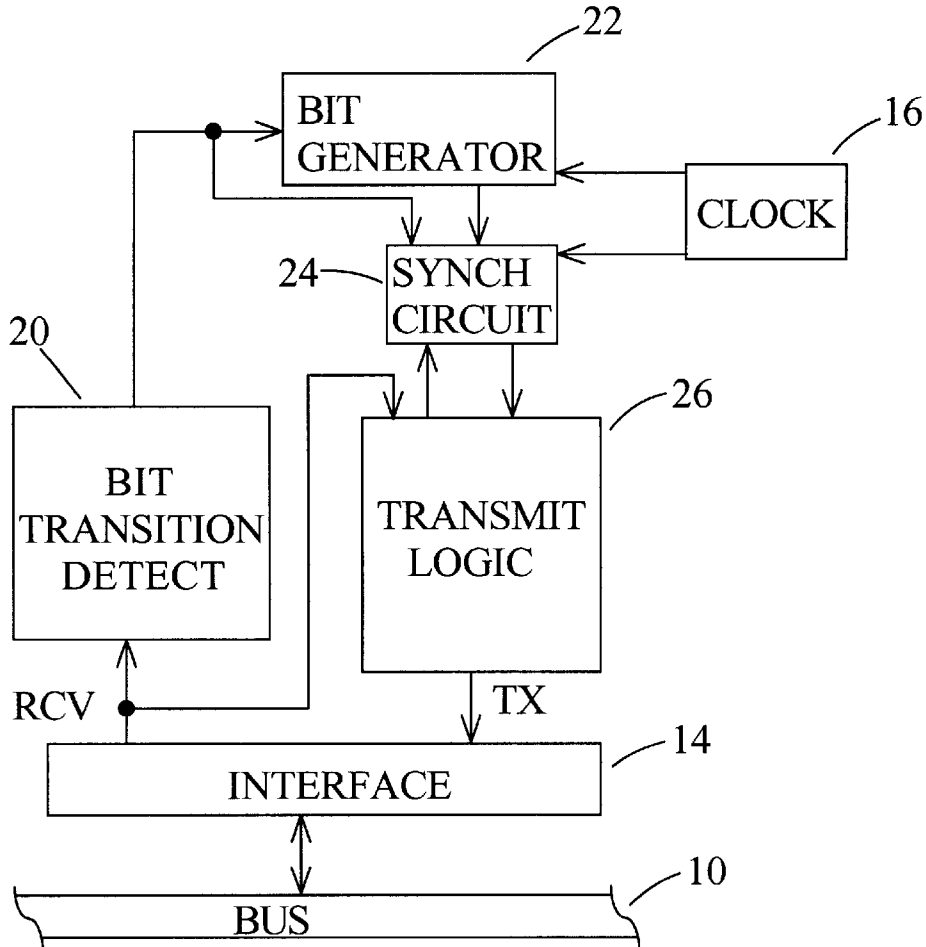 22
BIT
GENERATOR
16
CLOCK
24
SYNCH
CIRCUIT
20
26
BIT
TRANSITION
DETECT
TRANSMIT
LOGIC
RCV
TX
14
INTERFACE
10
BUS